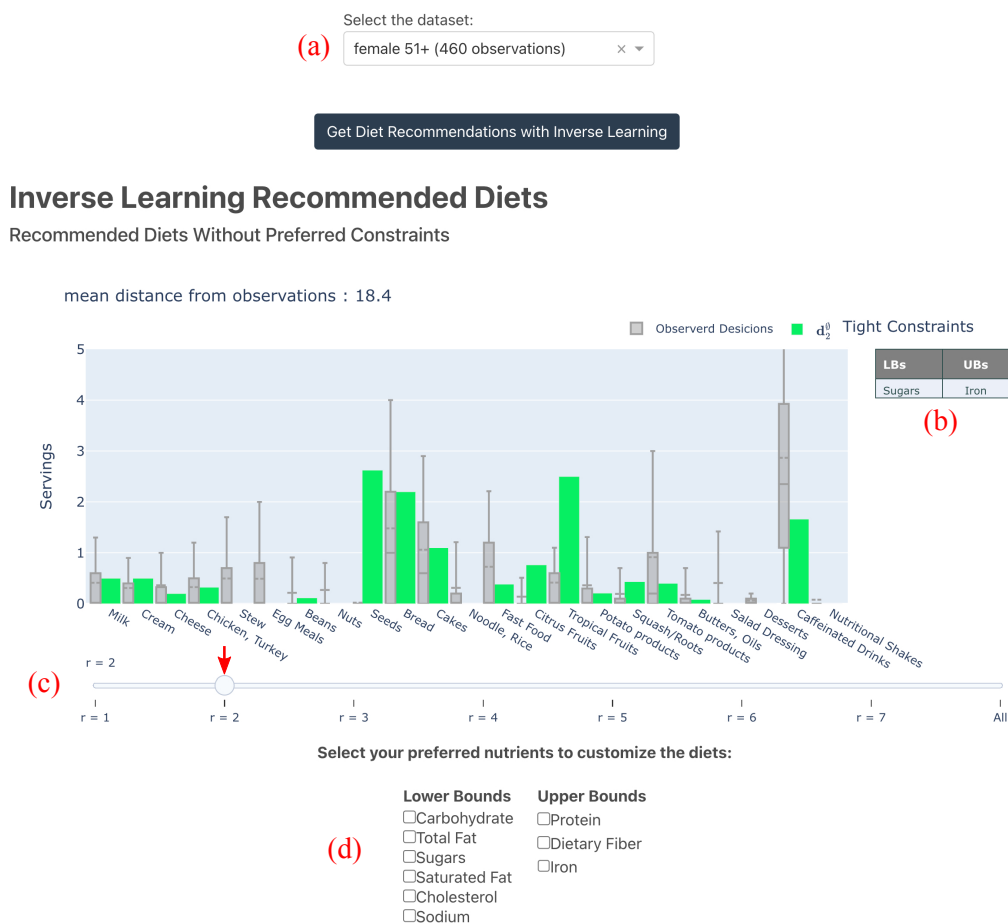 Select the dataset:
(a)
female 51+ (460 observations)
Get Diet Recommendations with Inverse Learning
Inverse Learning Recommended Diets
Recommended Diets Without Preferred Constraints
mean distance from observations : 18.4
Observerd Desicions
d₂^∅
Tight Constraints
LBs UBs
Sugars Iron
(b)
Servings
5
4
3
2
1
0
Milk
Cream
Cheese
Chicken, Turkey
Stew
Egg Meals
Beans
Nuts
Seeds
Bread
Cakes
Noodle, Rice
Fast Food
Citrus Fruits
Tropical Fruits
Potato products
Squash/Roots
Tomato products
Butters, Oils
Salad Dressing
Desserts
Caffeinated Drinks
Nutritional Shakes
r = 2
(c)
r = 1 r = 2 r = 3 r = 4 r = 5 r = 6 r = 7 All
Select your preferred nutrients to customize the diets:
(d)
Lower Bounds
Carbohydrate
Total Fat
Sugars
Saturated Fat
Cholesterol
Sodium
Upper Bounds
Protein
Dietary Fiber
Iron